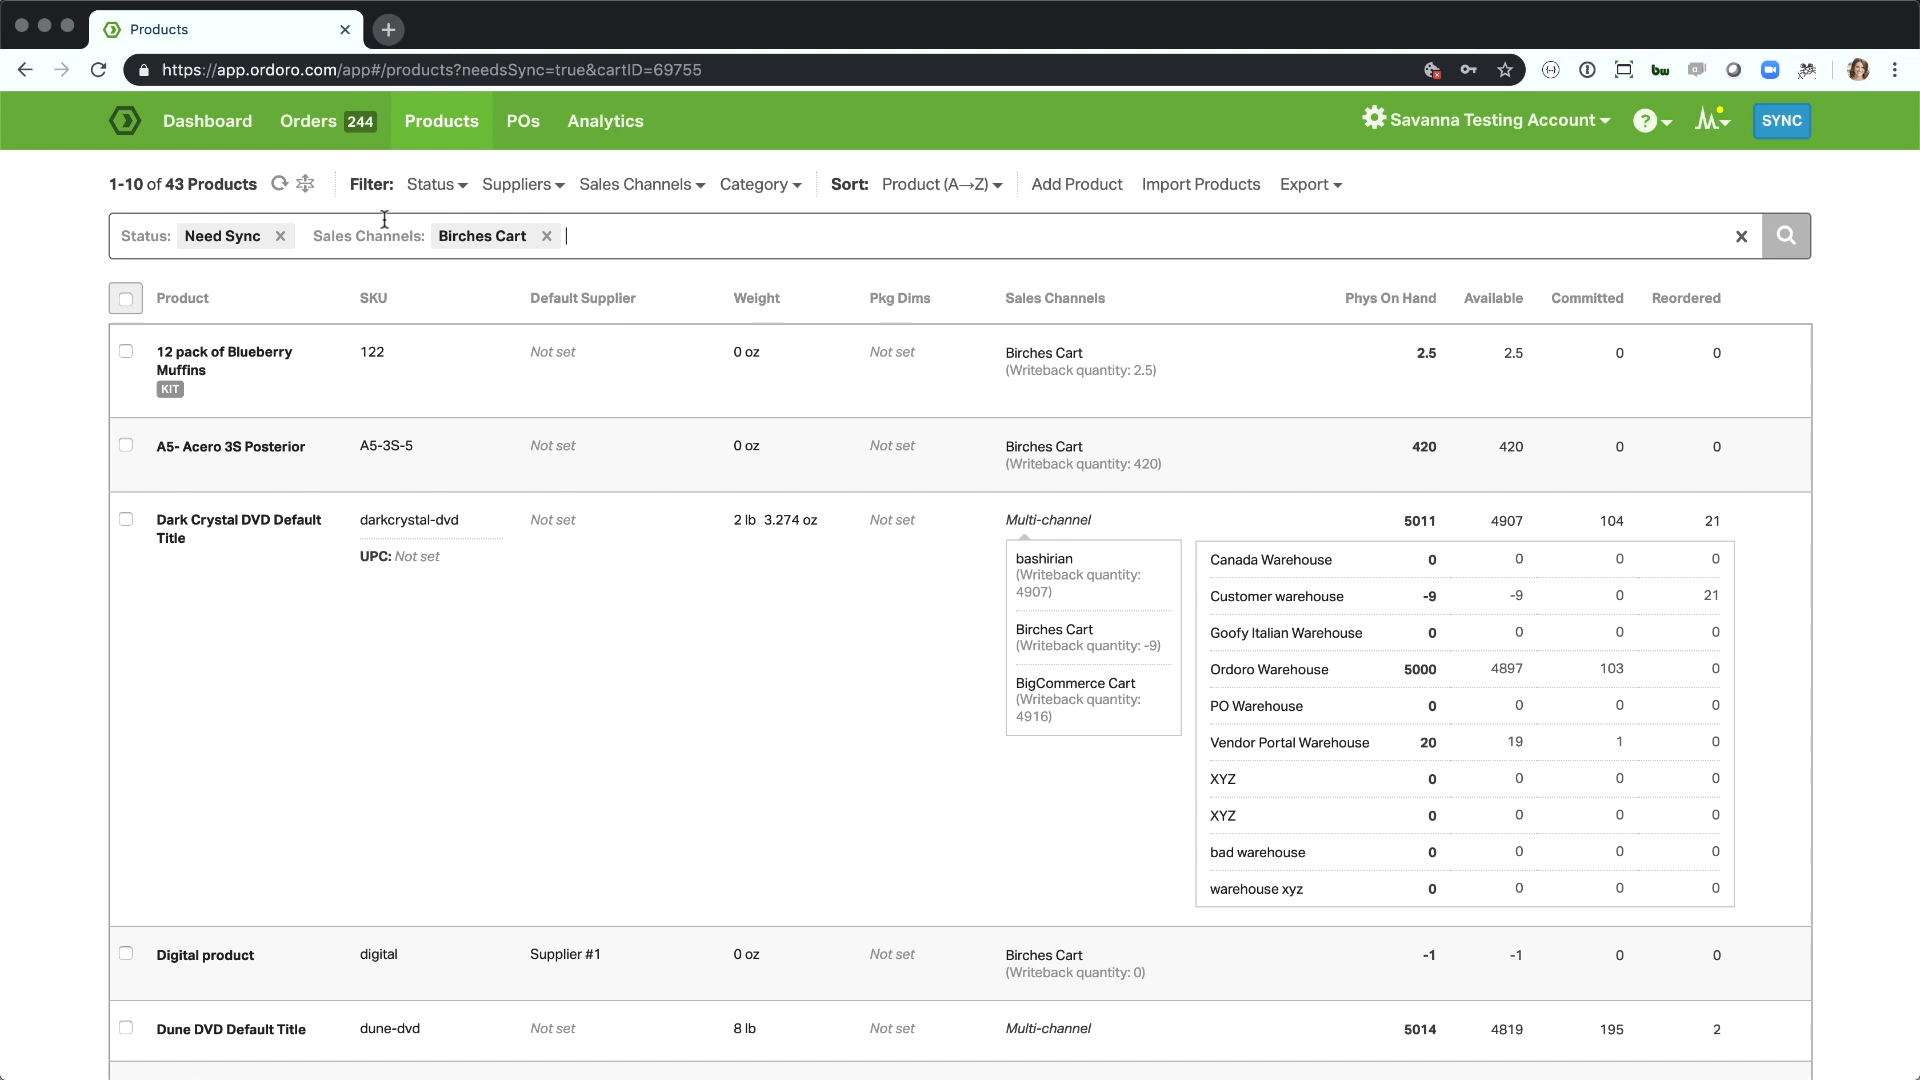 Products
https://app.ordoro.com/app#/products?needsSync=true&cartID=69755
bw
Dashboard Orders 244 Products POs Analytics Savanna Testing Account ? SYNC
1-10 of 43 Products Filter: Status Suppliers Sales Channels Category Sort: Product (A→Z) Add Product Import Products Export
Status: Need Sync × Sales Channels: Birches Cart ×
Product SKU Default Supplier Weight Pkg Dims Sales Channels Phys On Hand Available Committed Reordered
12 pack of Blueberry 122 Not set 0 oz Not set Birches Cart 2.5 2.5 0 0
Muffins (Writeback quantity: 2.5)
KIT
A5- Acero 3S Posterior A5-3S-5 Not set 0 oz Not set Birches Cart 420 420 0 0
(Writeback quantity: 420)
Dark Crystal DVD Default darkcrystal-dvd Not set 2 lb 3.274 oz Not set Multi-channel 5011 4907 104 21
Title
UPC: Not set
bashirian
(Writeback quantity:
4907)
Birches Cart
(Writeback quantity: -9)
BigCommerce Cart
(Writeback quantity:
4916)
Canada Warehouse 0 0 0 0
Customer warehouse -9 -9 0 21
Goofy Italian Warehouse 0 0 0 0
Ordoro Warehouse 5000 4897 103 0
PO Warehouse 0 0 0 0
Vendor Portal Warehouse 20 19 1 0
XYZ 0 0 0 0
XYZ 0 0 0 0
bad warehouse 0 0 0 0
warehouse xyz 0 0 0 0
Digital product digital Supplier #1 0 oz Not set Birches Cart -1 -1 0 0
(Writeback quantity: 0)
Dune DVD Default Title dune-dvd Not set 8 lb Not set Multi-channel 5014 4819 195 2